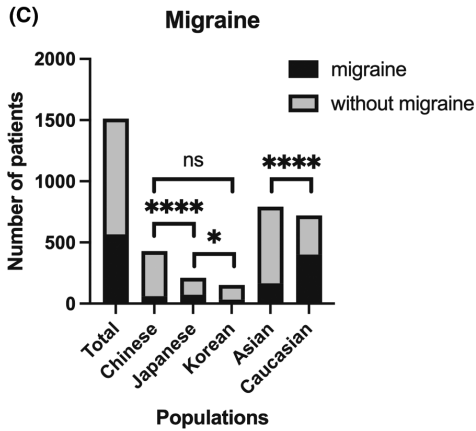 (C)
Migraine
migraine
without migraine
Number of patients
2000
1500
1000
500
0
ns
****
****
*
Total
Chinese
Japanese
Korean
Asian
Caucasian
Populations